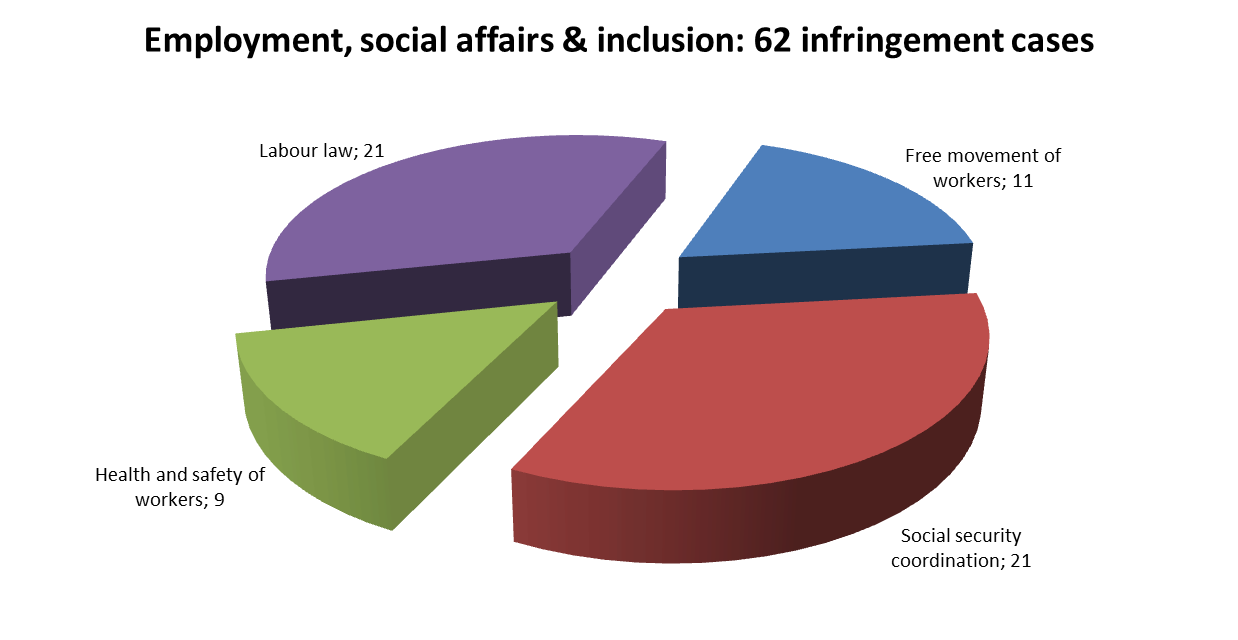 Employment, social affairs & inclusion: 62 infringement cases
Labour law; 21
Free movement of
workers; 11
Health and safety of
workers; 9
Social security
coordination; 21